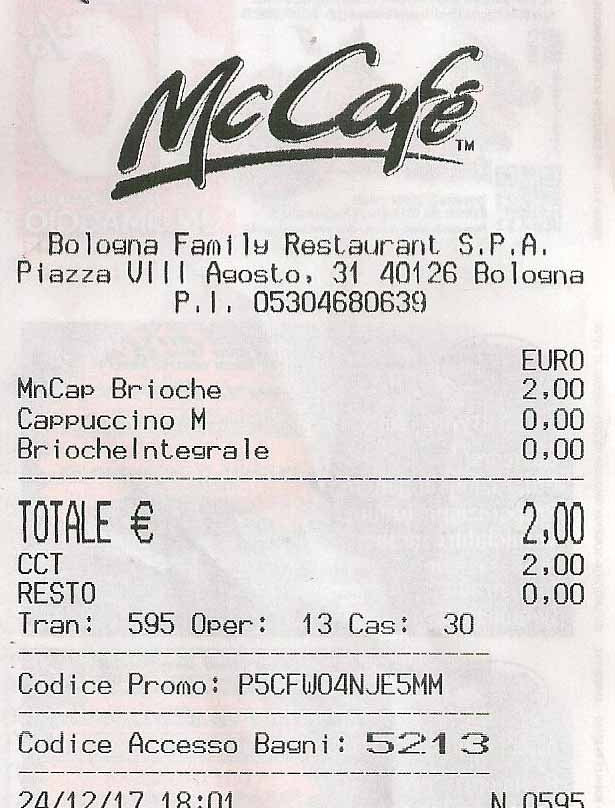 McCafé™
Bologna Family Restaurant S.P.A.
Piazza VIII Agosto, 31 40126 Bologna
P.I. 05304680639
EURO
MnCap Brioche 2,00
Cappuccino M 0,00
BriocheIntegrale 0,00
TOTALE € 2,00
CCT 2,00
RESTO 0,00
Tran: 595 Oper: 13 Cas: 30
Codice Promo: P5CFWO4NJE5MM
Codice Accesso Bagni: 5213
24/12/17 18:01 N.0595